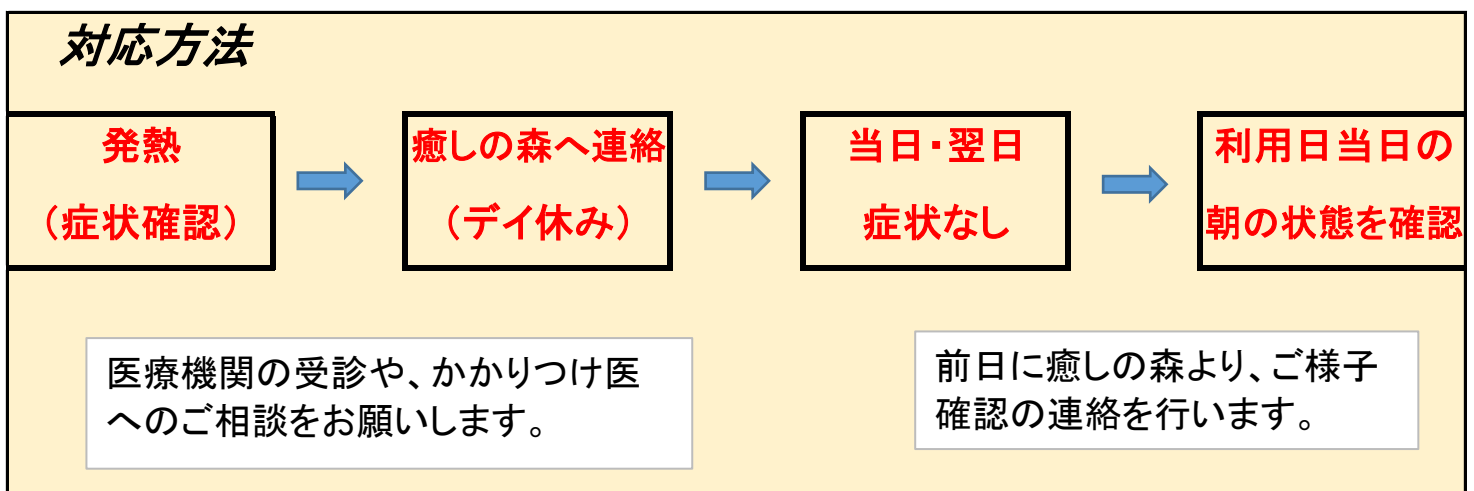 対応方法
発熱
（症状確認）
癒しの森へ連絡
（デイ休み）
当日・翌日
症状なし
利用日当日の
朝の状態を確認
医療機関の受診や、かかりつけ医
へのご相談をお願いします。
前日に癒しの森より、ご様子
確認の連絡を行います。